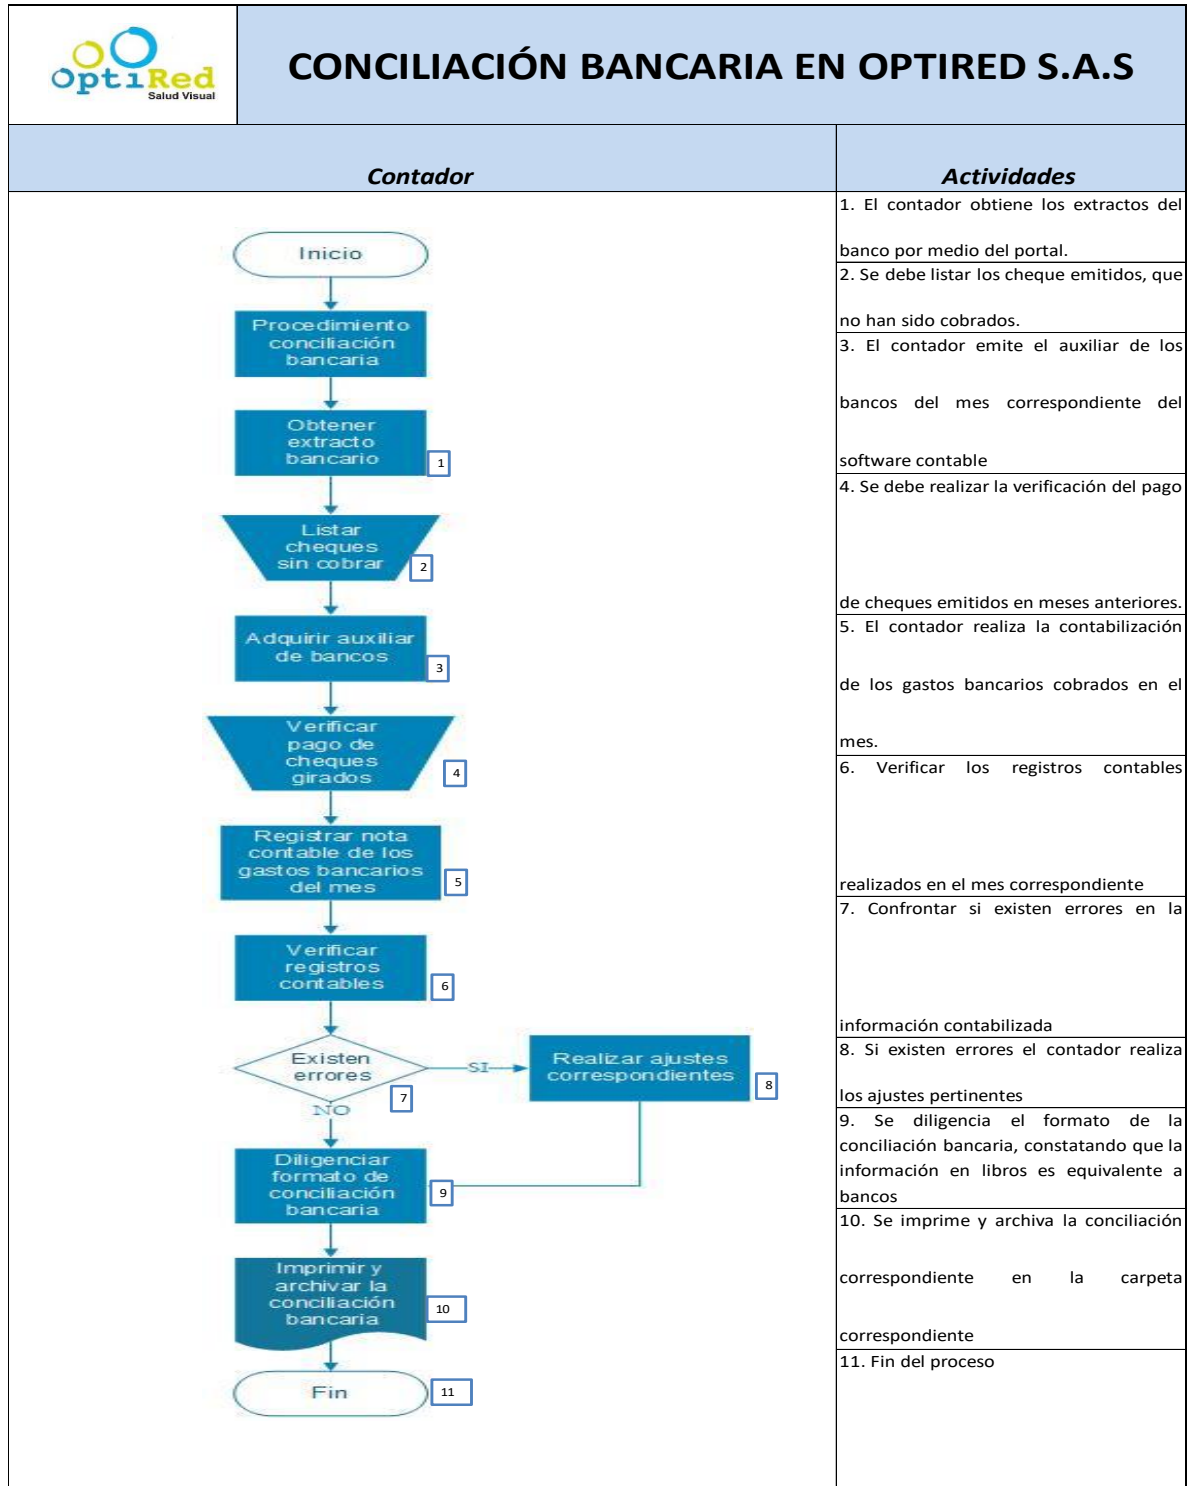 OptiRed
Salud Visual
CONCILIACIÓN BANCARIA EN OPTIRED S.A.S
Contador
Actividades
Inicio
Procedimiento
conciliación
bancaria
Obtener
extracto
bancario
1
Listar
cheques
sin cobrar
2
Adquirir auxiliar
de bancos
3
Verificar
pago de
cheques
girados
4
Registrar nota
contable de los
gastos bancarios
del mes
5
Verificar
registros
contables
6
Existen
errores
7
SI
Realizar ajustes
correspondientes
8
NO
Diligenciar
formato de
conciliación
bancaria
9
Imprimir y
archivar la
conciliación
bancaria
10
Fin
11
1. El contador obtiene los extractos del
banco por medio del portal.
2. Se debe listar los cheque emitidos, que
no han sido cobrados.
3. El contador emite el auxiliar de los
bancos del mes correspondiente del
software contable
4. Se debe realizar la verificación del pago
de cheques emitidos en meses anteriores.
5. El contador realiza la contabilización
de los gastos bancarios cobrados en el
mes.
6. Verificar los registros contables
realizados en el mes correspondiente
7. Confrontar si existen errores en la
información contabilizada
8. Si existen errores el contador realiza
los ajustes pertinentes
9. Se diligencia el formato de la
conciliación bancaria, constatando que la
información en libros es equivalente a
bancos
10. Se imprime y archiva la conciliación
correspondiente en la carpeta
correspondiente
11. Fin del proceso